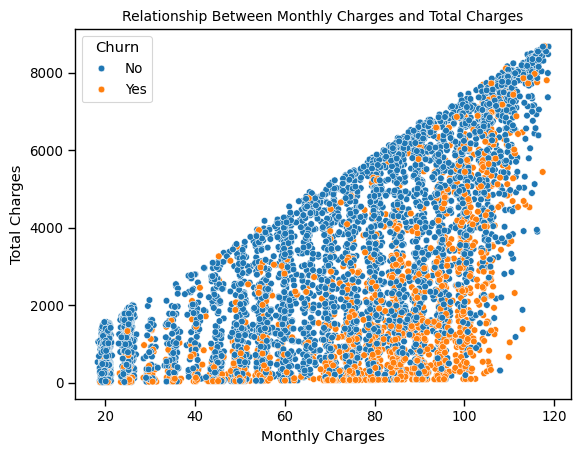 Relationship Between Monthly Charges and Total Charges
Churn
No
Yes
8000
6000
4000
2000
0
Total Charges
20
40
60
80
100
120
Monthly Charges